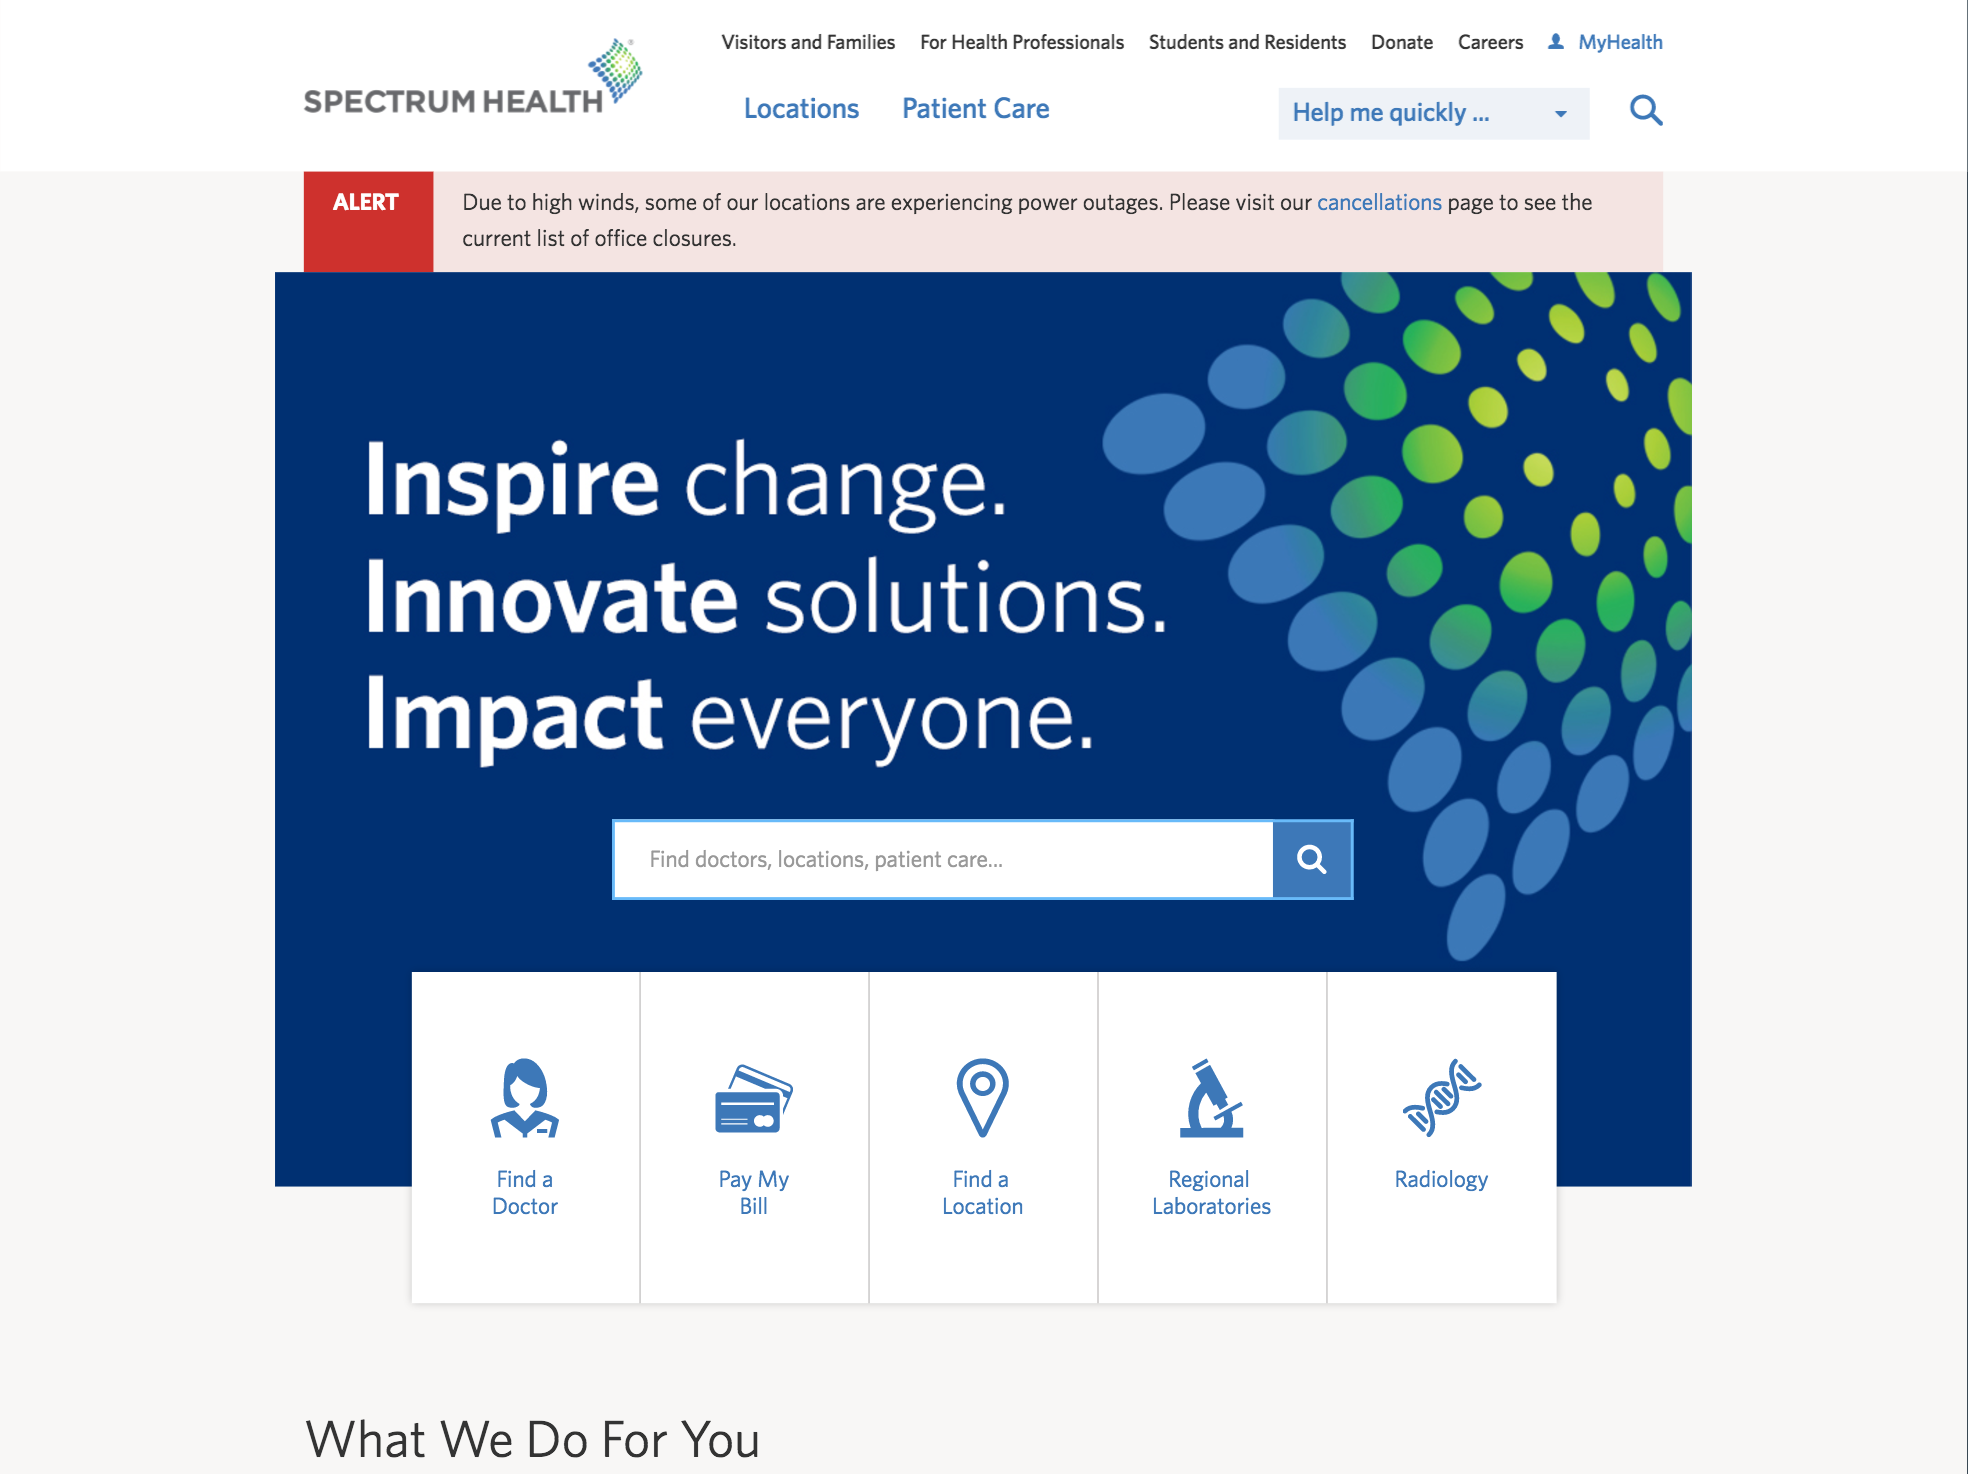 SPECTRUM HEALTH®
Visitors and Families
For Health Professionals
Students and Residents
Donate
Careers
MyHealth
Locations
Patient Care
Help me quickly ...
ALERT
Due to high winds, some of our locations are experiencing power outages. Please visit our cancellations page to see the
current list of office closures.
Inspire change.
Innovate solutions.
Impact everyone.
Find doctors, locations, patient care...
Find a
Doctor
Pay My
Bill
Find a
Location
Regional
Laboratories
Radiology
What We Do For You